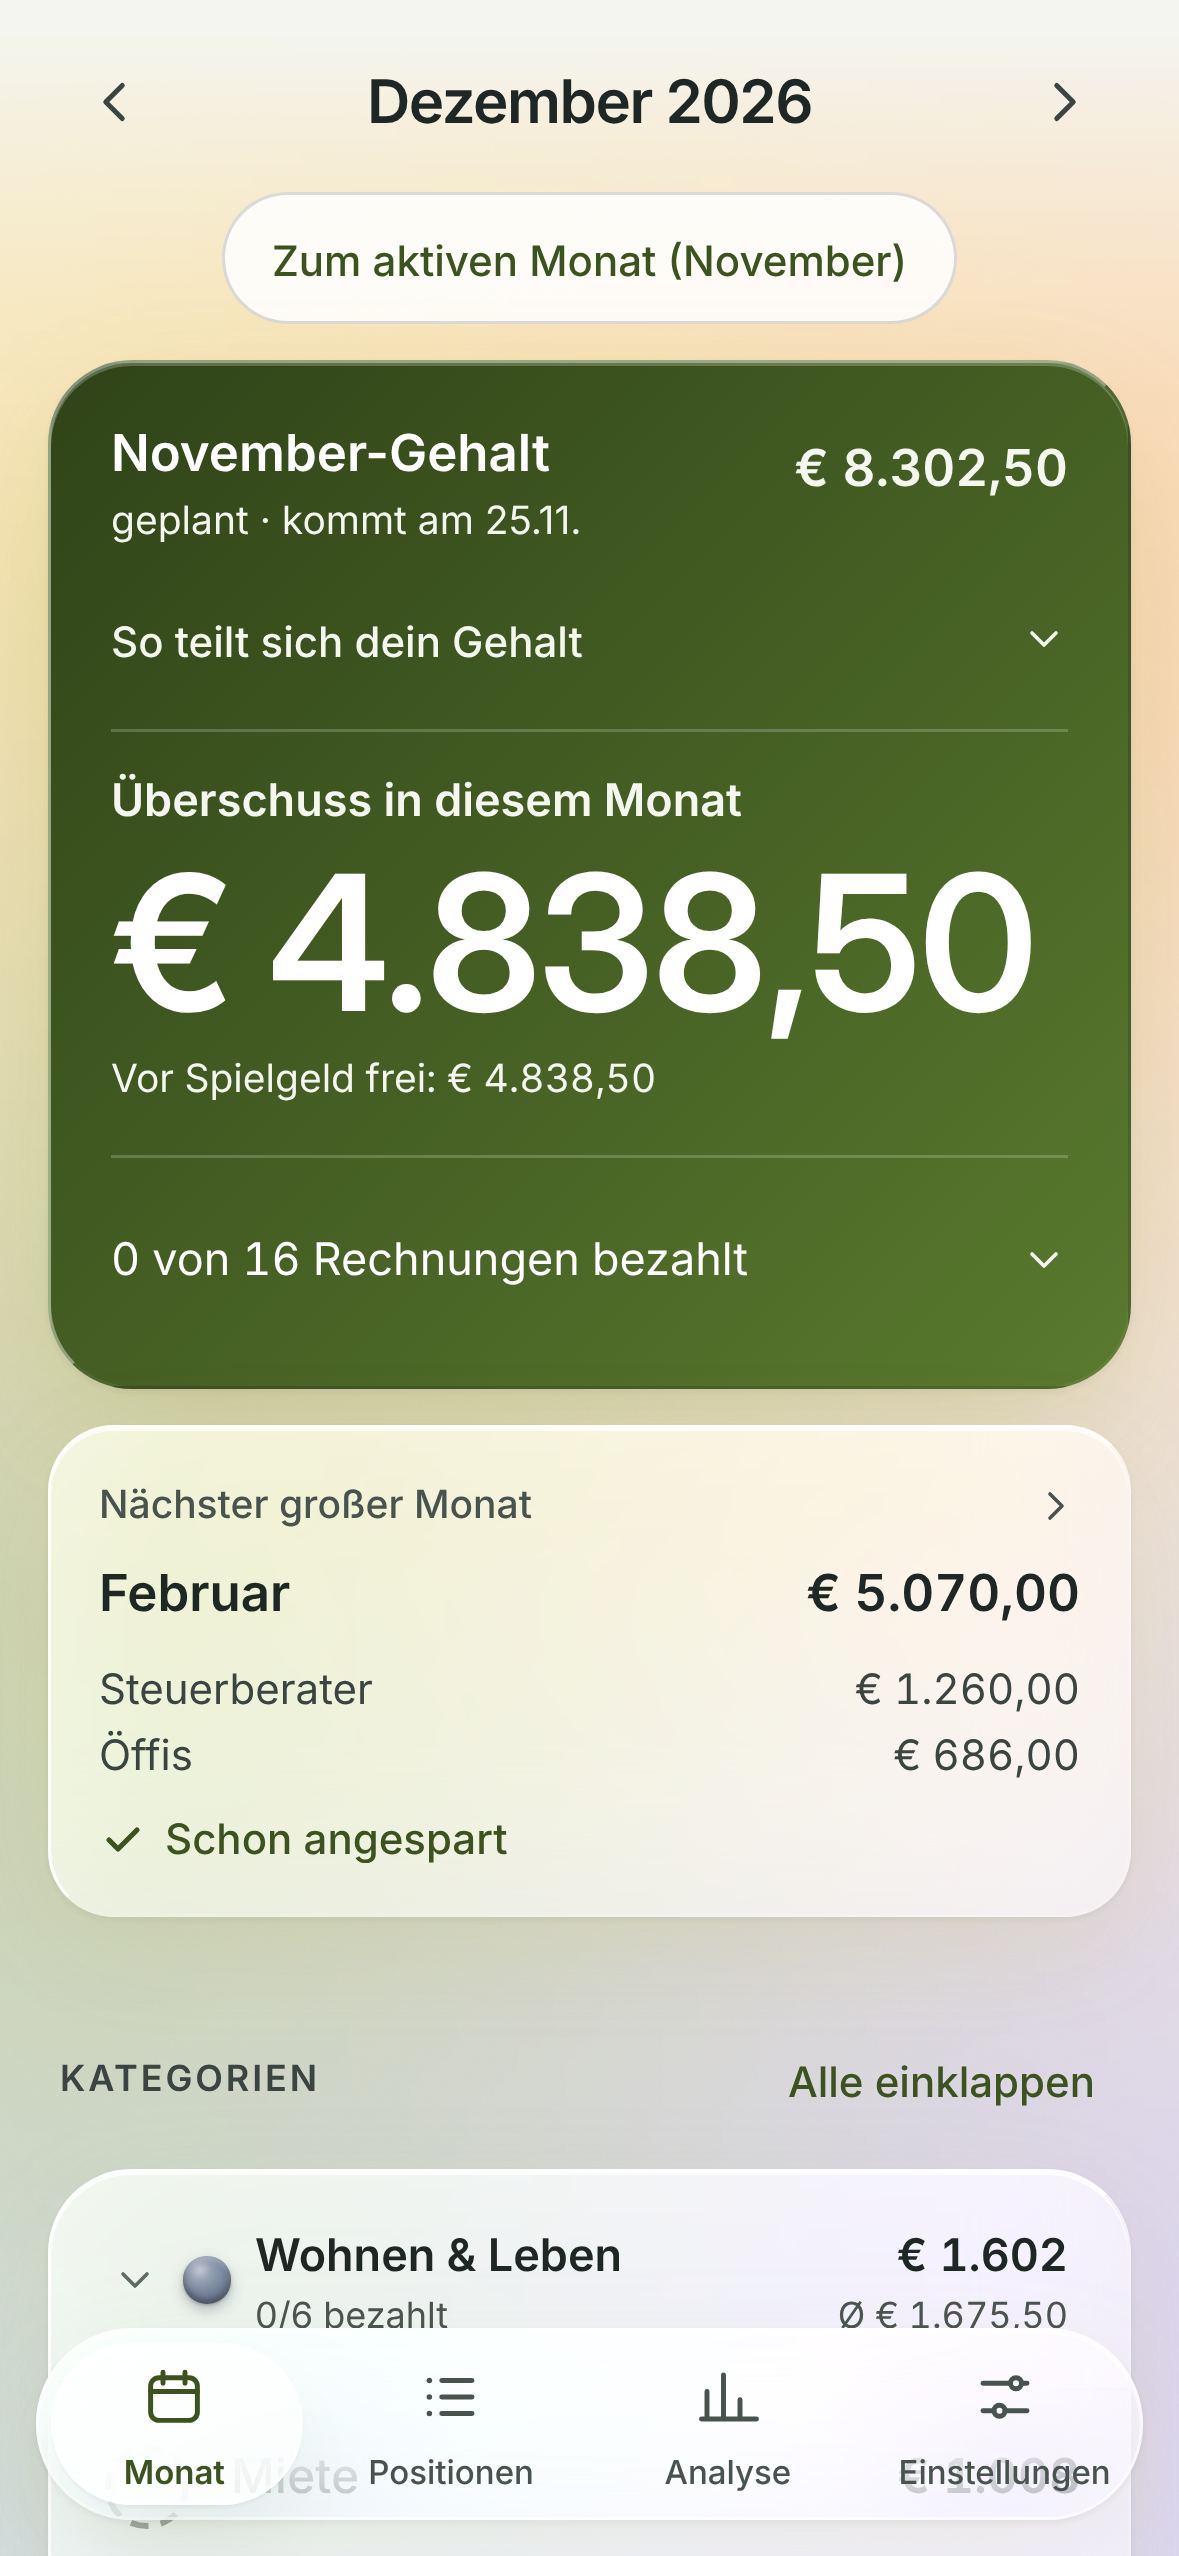 Dezember 2026
Zum aktiven Monat (November)
November-Gehalt
€ 8.302,50
geplant · kommt am 25.11.
So teilt sich dein Gehalt
Überschuss in diesem Monat
€ 4.838,50
Vor Spielgeld frei: € 4.838,50
0 von 16 Rechnungen bezahlt
Nächster großer Monat
Februar € 5.070,00
Steuerberater € 1.260,00
Öffis € 686,00
Schon angespart
KATEGORIEN Alle einklappen
Wohnen & Leben € 1.602
0/6 bezahlt Ø € 1.675,50
Miete
Monat Positionen Analyse Einstellungen